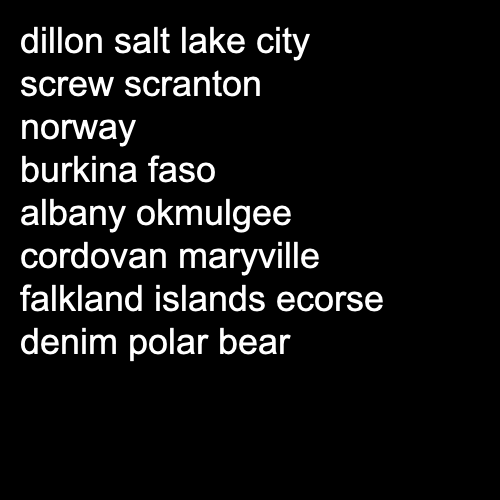 dillon salt lake city
screw scranton
norway
burkina faso
albany okmulgee
cordovan maryville
falkland islands ecorse
denim polar bear